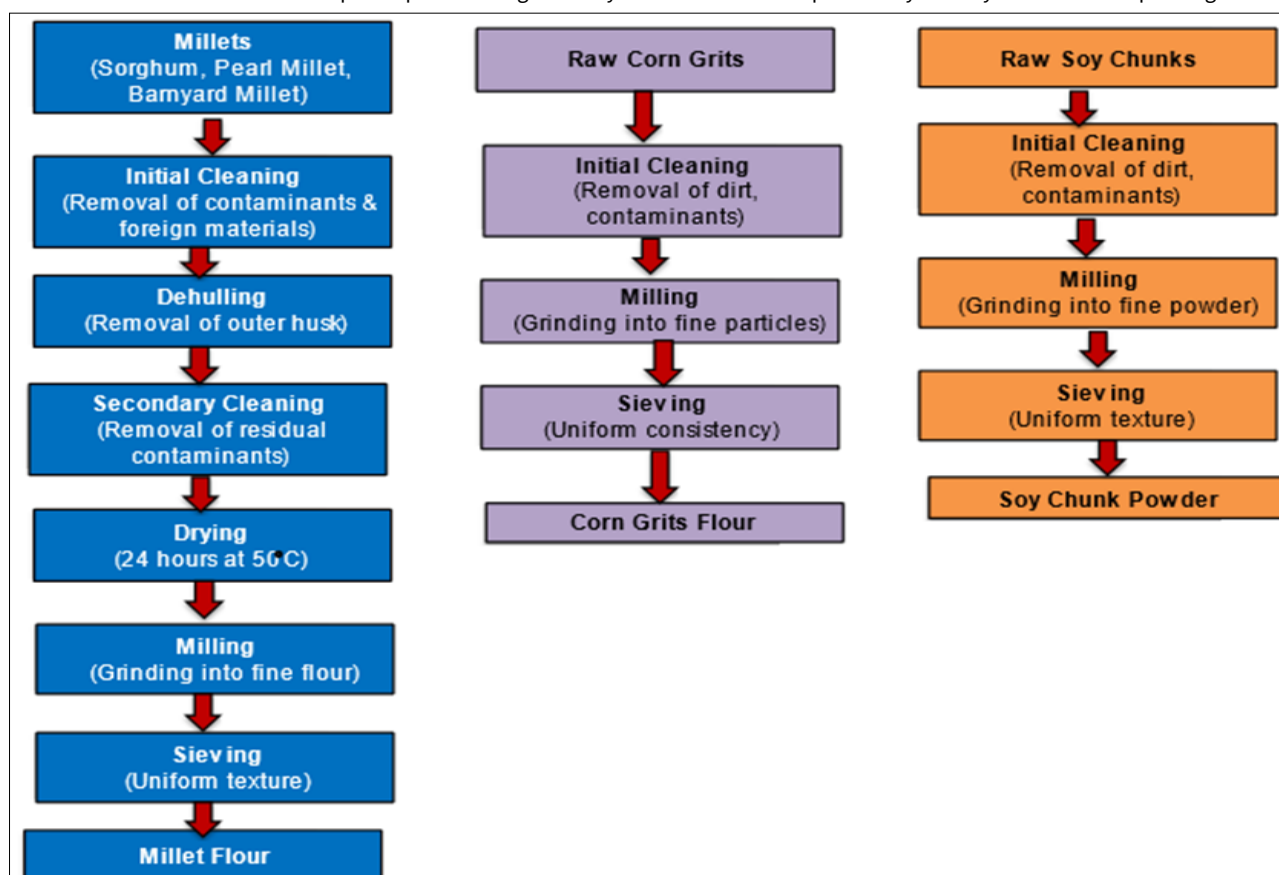 Millets
(Sorghum, Pearl Millet,
Barnyard Millet)
Initial Cleaning
(Removal of contaminants &
foreign materials)
Dehulling
(Removal of outer husk)
Secondary Cleaning
(Removal of residual
contaminants)
Drying
(24 hours at 50°C)
Milling
(Grinding into fine flour)
Sieving
(Uniform texture)
Millet Flour
Raw Corn Grits
Initial Cleaning
(Removal of dirt,
contaminants)
Milling
(Grinding into fine particles)
Sieving
(Uniform consistency)
Corn Grits Flour
Raw Soy Chunks
Initial Cleaning
(Removal of dirt,
contaminants)
Milling
(Grinding into fine powder)
Sieving
(Uniform texture)
Soy Chunk Powder